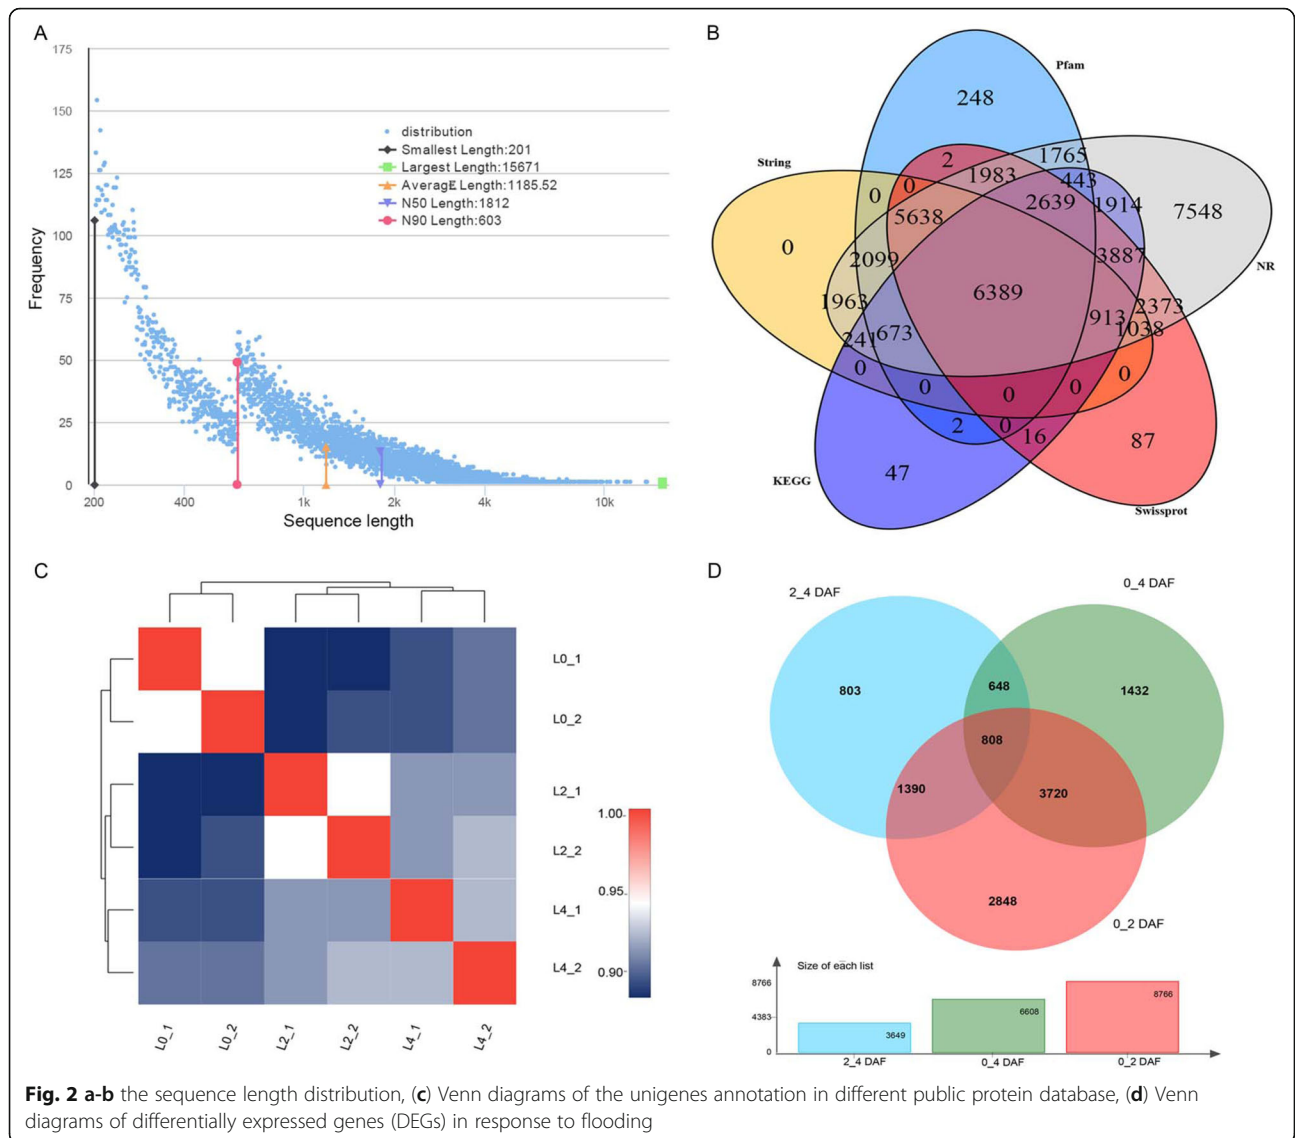 A
175
150
125
100
75
50
25
0
Frequency
distribution
Smallest Length:201
Largest Length:15671
AveragE Length:1185.52
N50 Length:1812
N90 Length:603
200
400
1k
2k
4k
10k
Sequence length
B
Pfam
String
NR
KEGG
Swissprot
248
2
1765
1983
443
0
0
5638
2639
1914
7548
0
2099
3887
6389
1963
913
2373
1038
241
673
0
0
0
0
0
2
0
16
87
47
C
L0_1
L0_2
L2_1
L2_2
L4_1
L4_2
1.00
0.95
0.90
L0_1
L0_2
L2_1
L2_2
L4_1
L4_2
D
2_4 DAF
0_4 DAF
803
648
1432
808
1390
3720
2848
0_2 DAF
Size of each list
8766
4383
0
3649
6608
8766
2_4 DAF
0_4 DAF
0_2 DAF
Fig. 2 a-b the sequence length distribution, (c) Venn diagrams of the unigenes annotation in different public protein database, (d) Venn
diagrams of differentially expressed genes (DEGs) in response to flooding